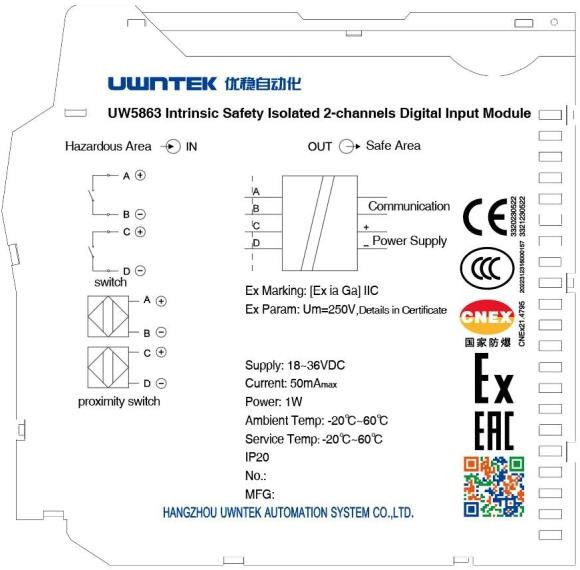 UWNTEK 优稳自动化
UW5863 Intrinsic Safety Isolated 2-channels Digital Input Module
Hazardous Area IN OUT Safe Area
A +
B −
C +
D −
switch
A +
B −
C +
D −
proximity switch
A
B
C
D
Communication
+
− Power Supply
Ex Marking: [Ex ia Ga] IIC
Ex Param: Um=250V,Details in Certificate
Supply: 18~36VDC
Current: 50mAmax
Power: 1W
Ambient Temp: -20℃~60℃
Service Temp: -20℃~60℃
IP20
No.:
MFG:
HANGZHOU UWNTEK AUTOMATION SYSTEM CO.,LTD.
CE
3320230522
3321230522
CCC
CNEX
国家防爆
CNEx21.4795
Ex
EAC